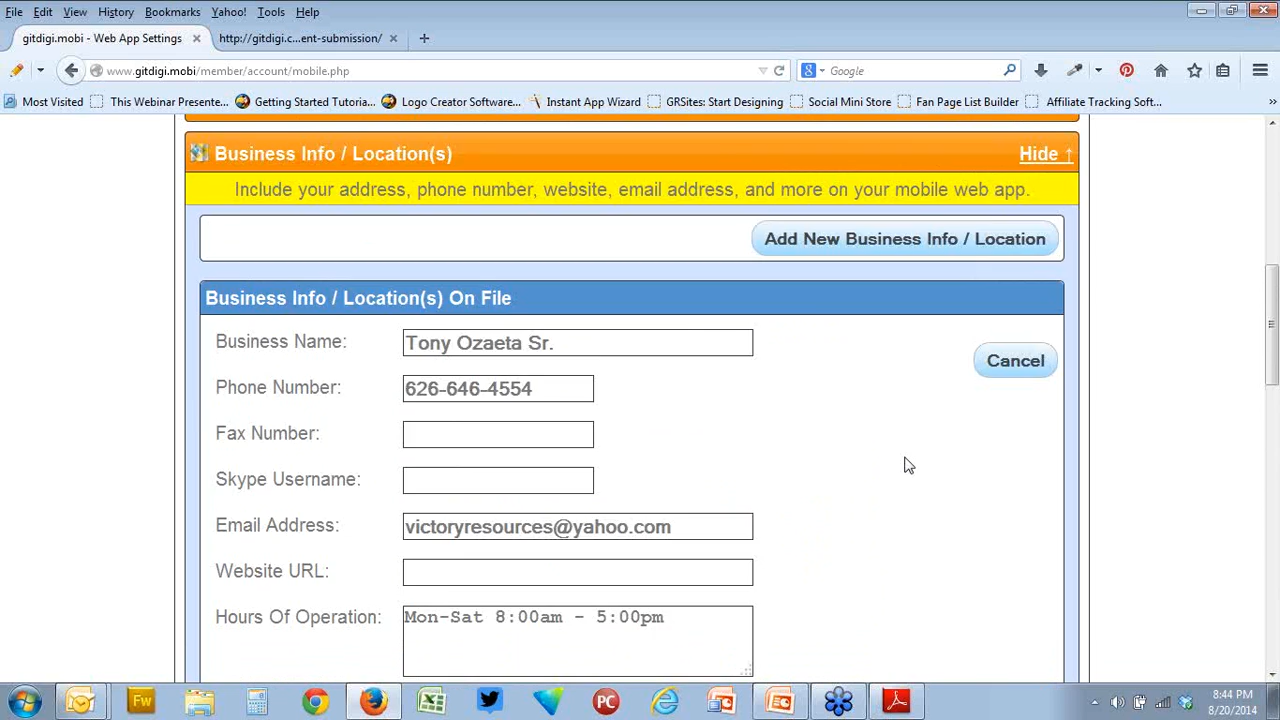 File Edit View History Bookmarks Yahoo! Tools Help
gitdigi.mobi - Web App Settings × http://gitdigi.c...ent-submission/ × +
www.gitdigi.mobi/member/account/mobile.php Google
Most Visited This Webinar Presente... Getting Started Tutoria... Logo Creator Software... Instant App Wizard GRSites: Start Designing Social Mini Store Fan Page List Builder Affiliate Tracking Soft... »
Business Info / Location(s) Hide ↑
Include your address, phone number, website, email address, and more on your mobile web app.
Add New Business Info / Location
Business Info / Location(s) On File
Business Name: Tony Ozaeta Sr.
Cancel
Phone Number: 626-646-4554
Fax Number:
Skype Username:
Email Address: victoryresources@yahoo.com
Website URL:
Hours Of Operation: Mon-Sat 8:00am - 5:00pm
Fw PC
8:44 PM
8/20/2014